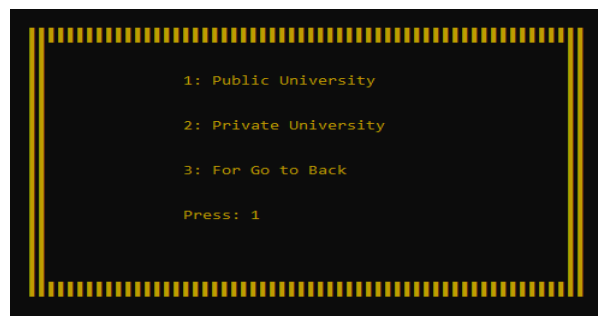 1: Public University
2: Private University
3: For Go to Back
Press: 1